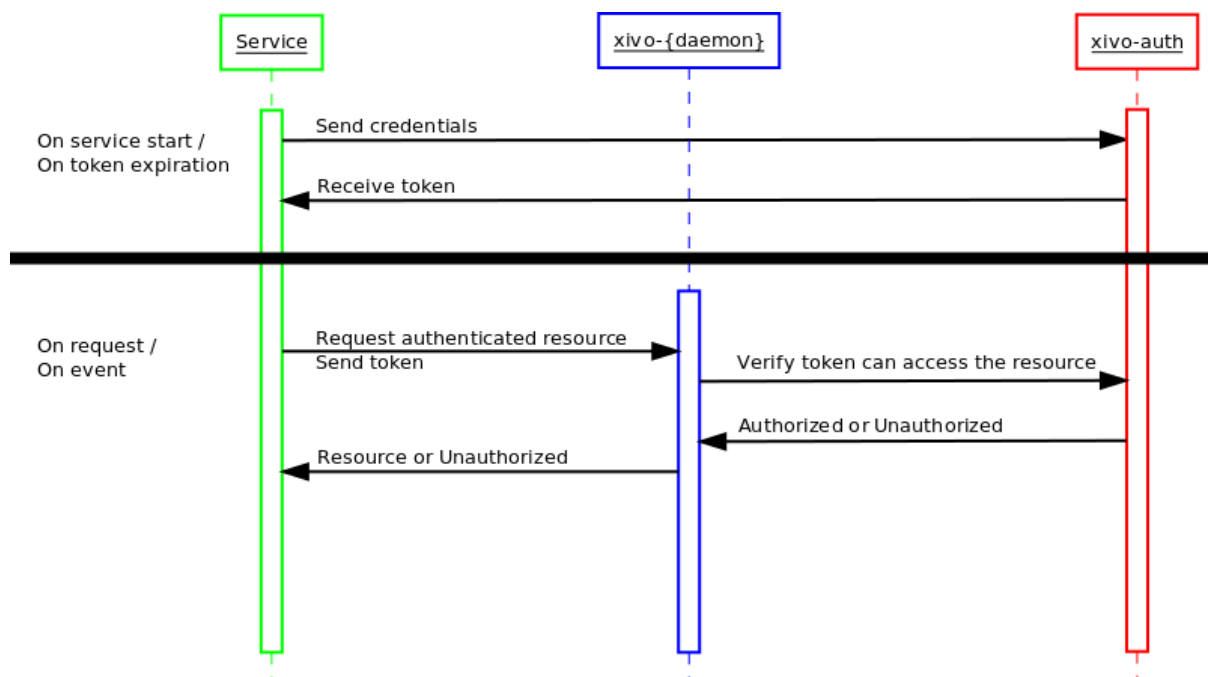 Service
xivo-{daemon}
xivo-auth
On service start /
On token expiration
Send credentials
Receive token
On request /
On event
Request authenticated resource
Send token
Verify token can access the resource
Authorized or Unauthorized
Resource or Unauthorized